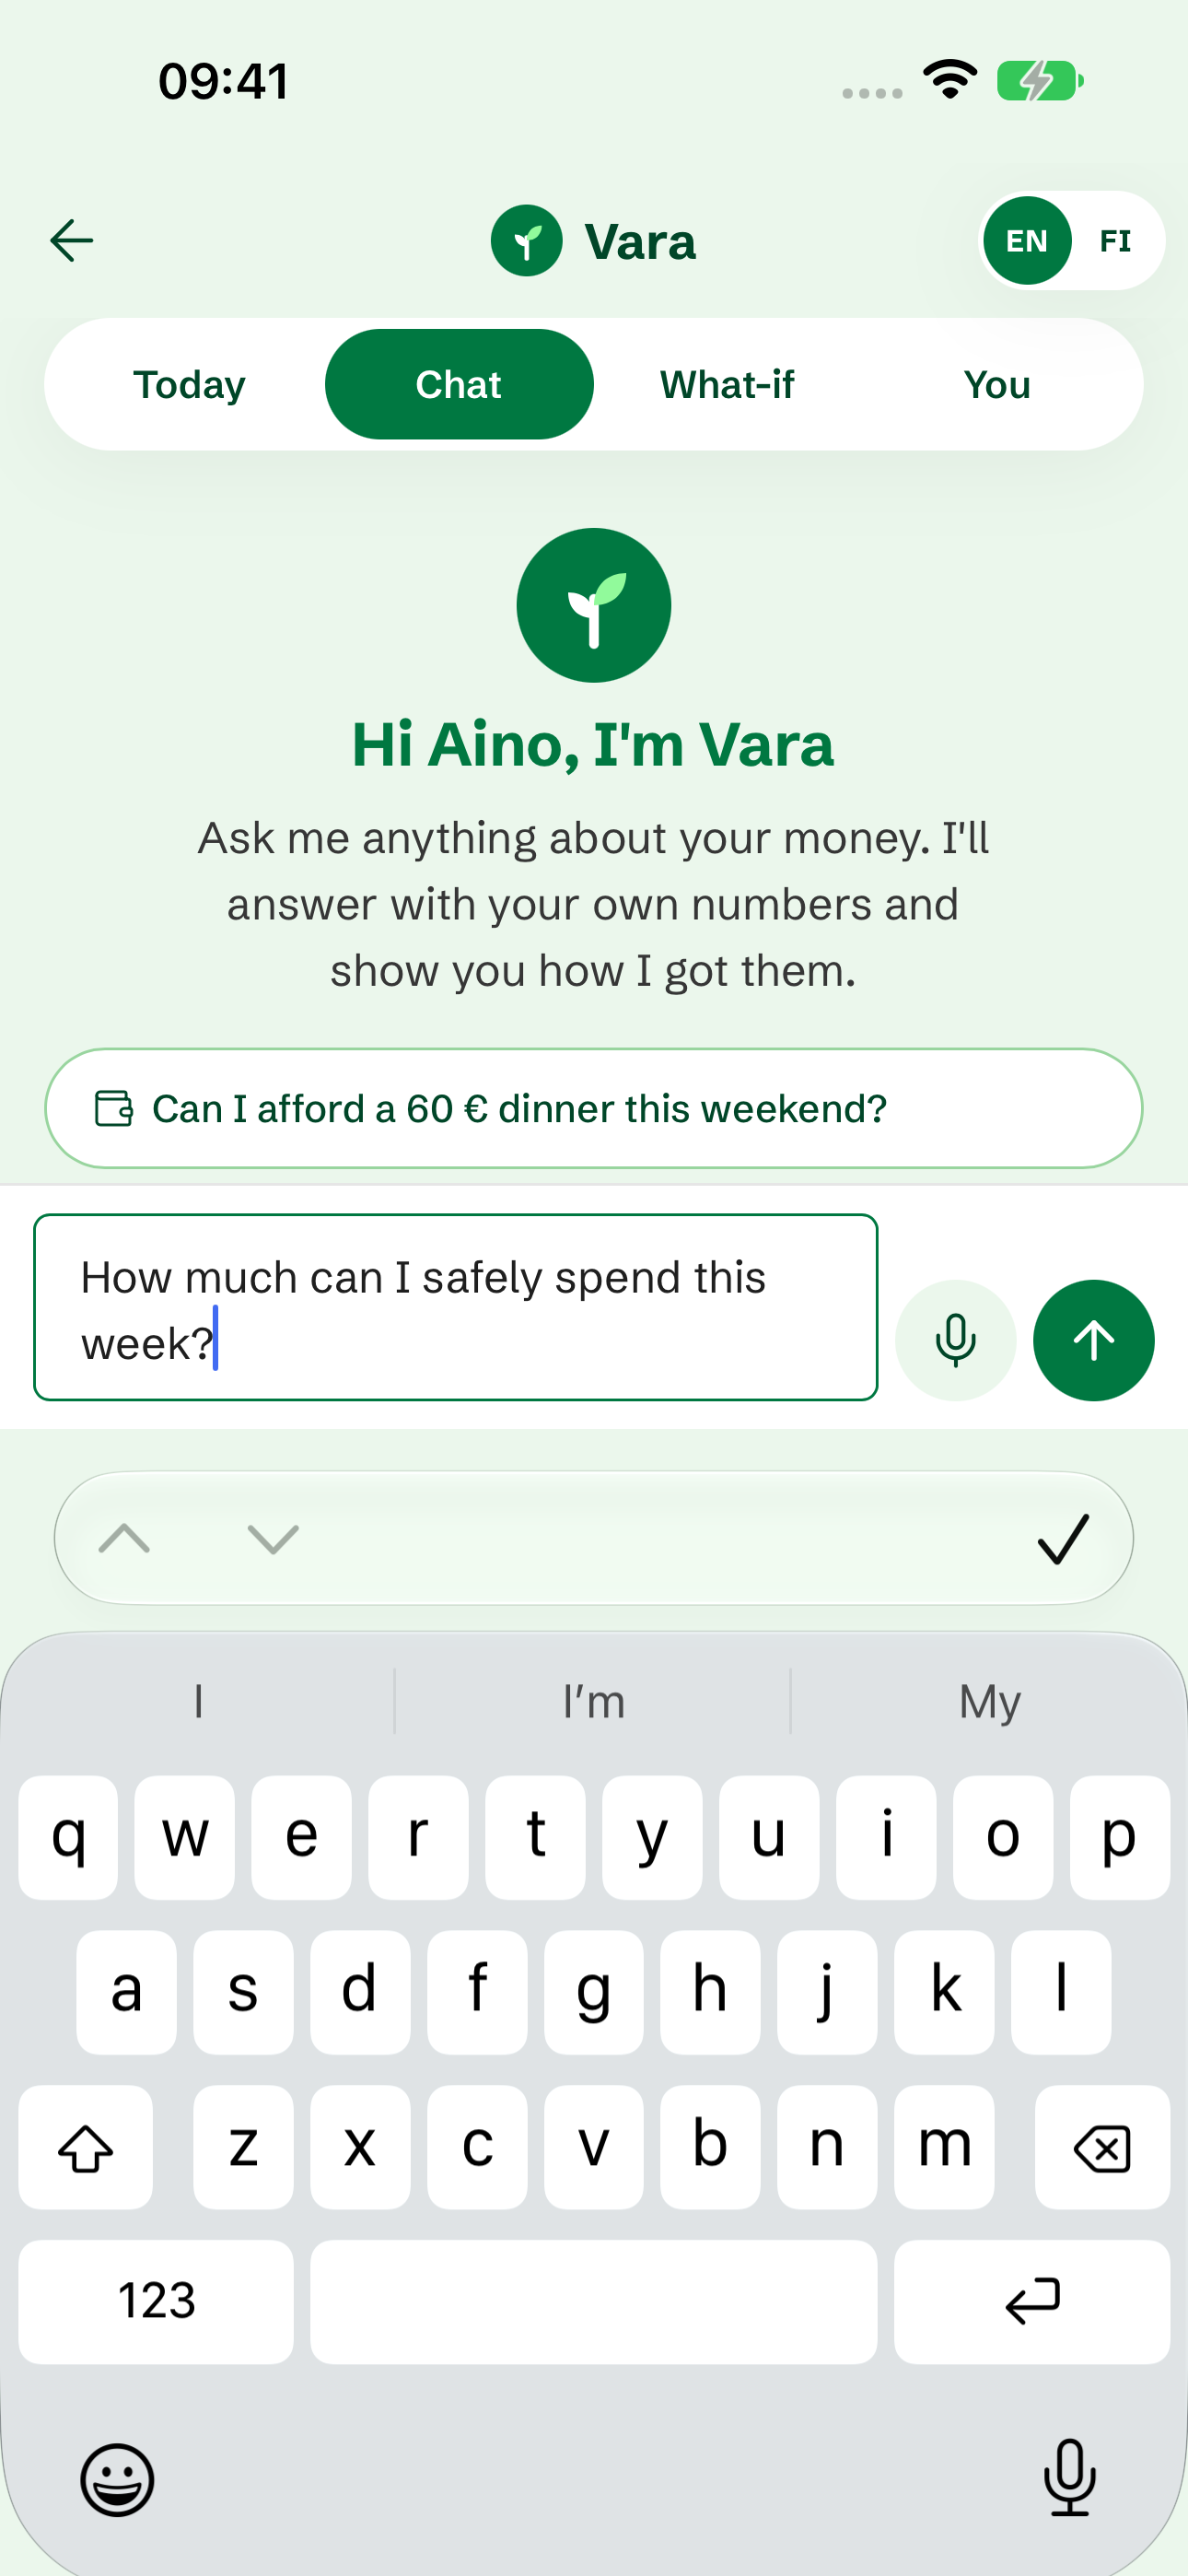 09:41
Vara
EN FI
Today Chat What-if You
Hi Aino, I'm Vara
Ask me anything about your money. I'll
answer with your own numbers and
show you how I got them.
Can I afford a 60 € dinner this weekend?
How much can I safely spend this
week?
I I'm My
q w e r t y u i o p
a s d f g h j k l
z x c v b n m
123